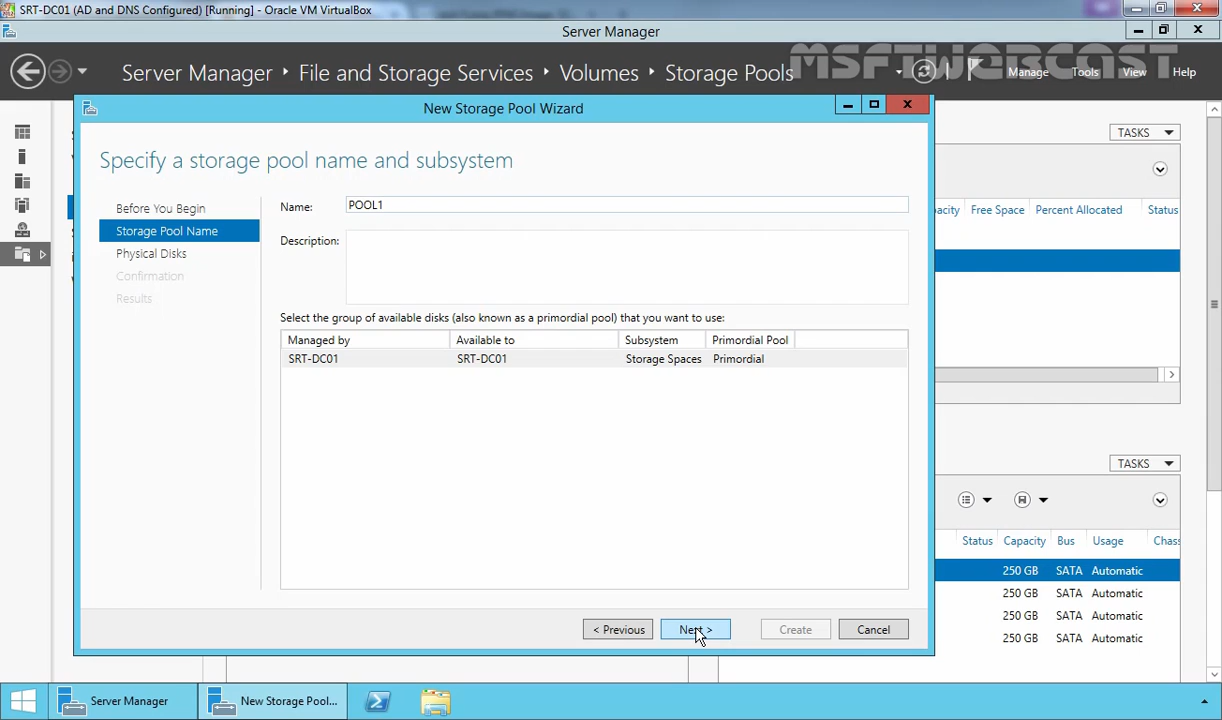 SRT-DC01 (AD and DNS Configured) [Running] - Oracle VM VirtualBox
Server Manager
Server Manager
File and Storage Services
Volumes
Storage Pools
MSFTWEBCAST
Manage
Tools
View
Help
New Storage Pool Wizard
Specify a storage pool name and subsystem
Before You Begin
Storage Pool Name
Physical Disks
Confirmation
Results
Name:
POOL1
Description:
Select the group of available disks (also known as a primordial pool) that you want to use:
Managed by Available to Subsystem Primordial Pool
SRT-DC01 SRT-DC01 Storage Spaces Primordial
< Previous
Next >
Create
Cancel
TASKS
Free Space Percent Allocated Status
TASKS
Status Capacity Bus Usage
250 GB SATA Automatic
250 GB SATA Automatic
250 GB SATA Automatic
250 GB SATA Automatic
Server Manager
New Storage Pool...